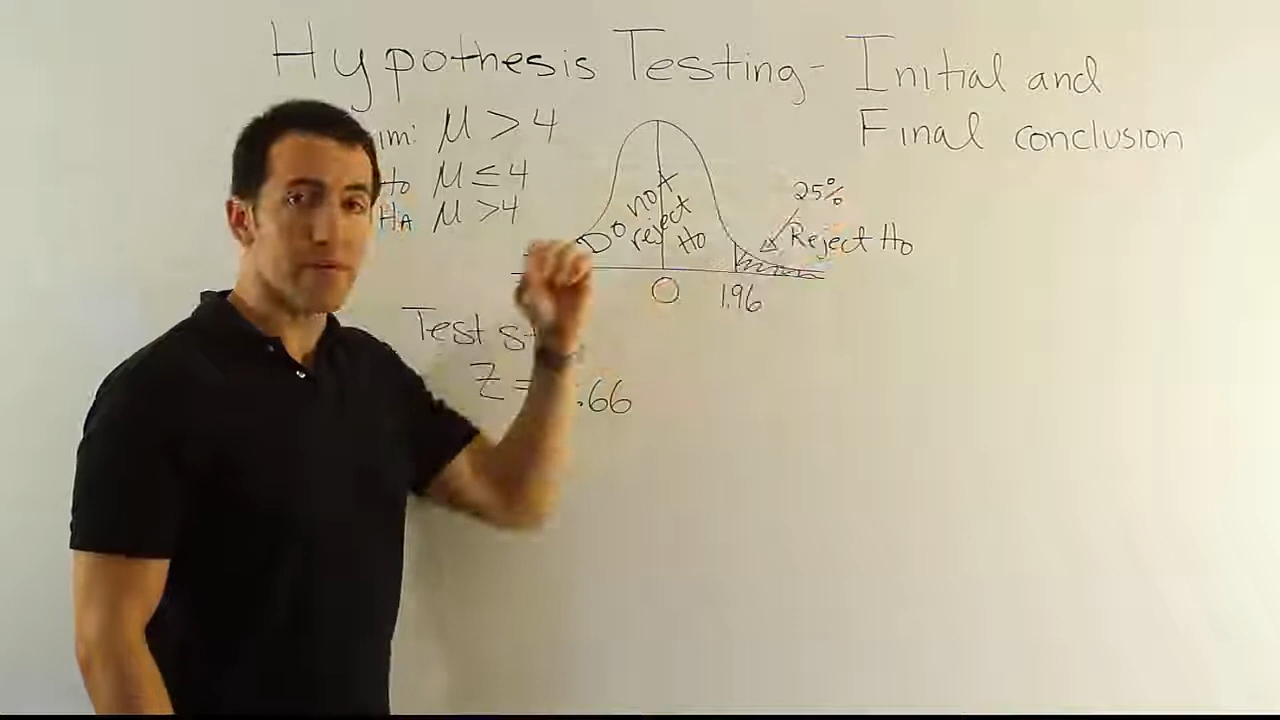 Hypothesis Testing - Initial and
Final conclusion
im: μ > 4
Ho μ ≤ 4
HA μ > 4
Do not
reject
Ho
25%
Reject Ho
0
1.96
Test
Z = .66